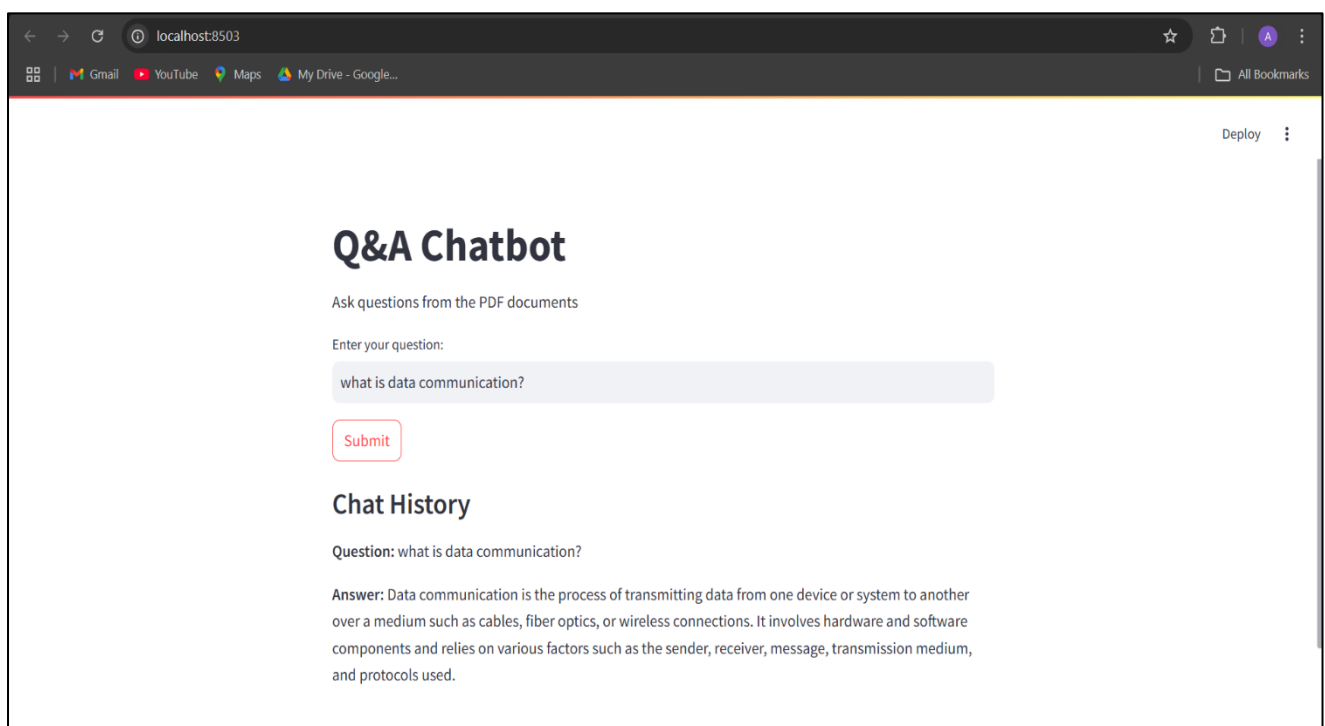 localhost:8503
A
Gmail YouTube Maps My Drive - Google... All Bookmarks
Deploy
Q&A Chatbot
Ask questions from the PDF documents
Enter your question:
what is data communication?
Submit
Chat History
Question: what is data communication?
Answer: Data communication is the process of transmitting data from one device or system to another
over a medium such as cables, fiber optics, or wireless connections. It involves hardware and software
components and relies on various factors such as the sender, receiver, message, transmission medium,
and protocols used.